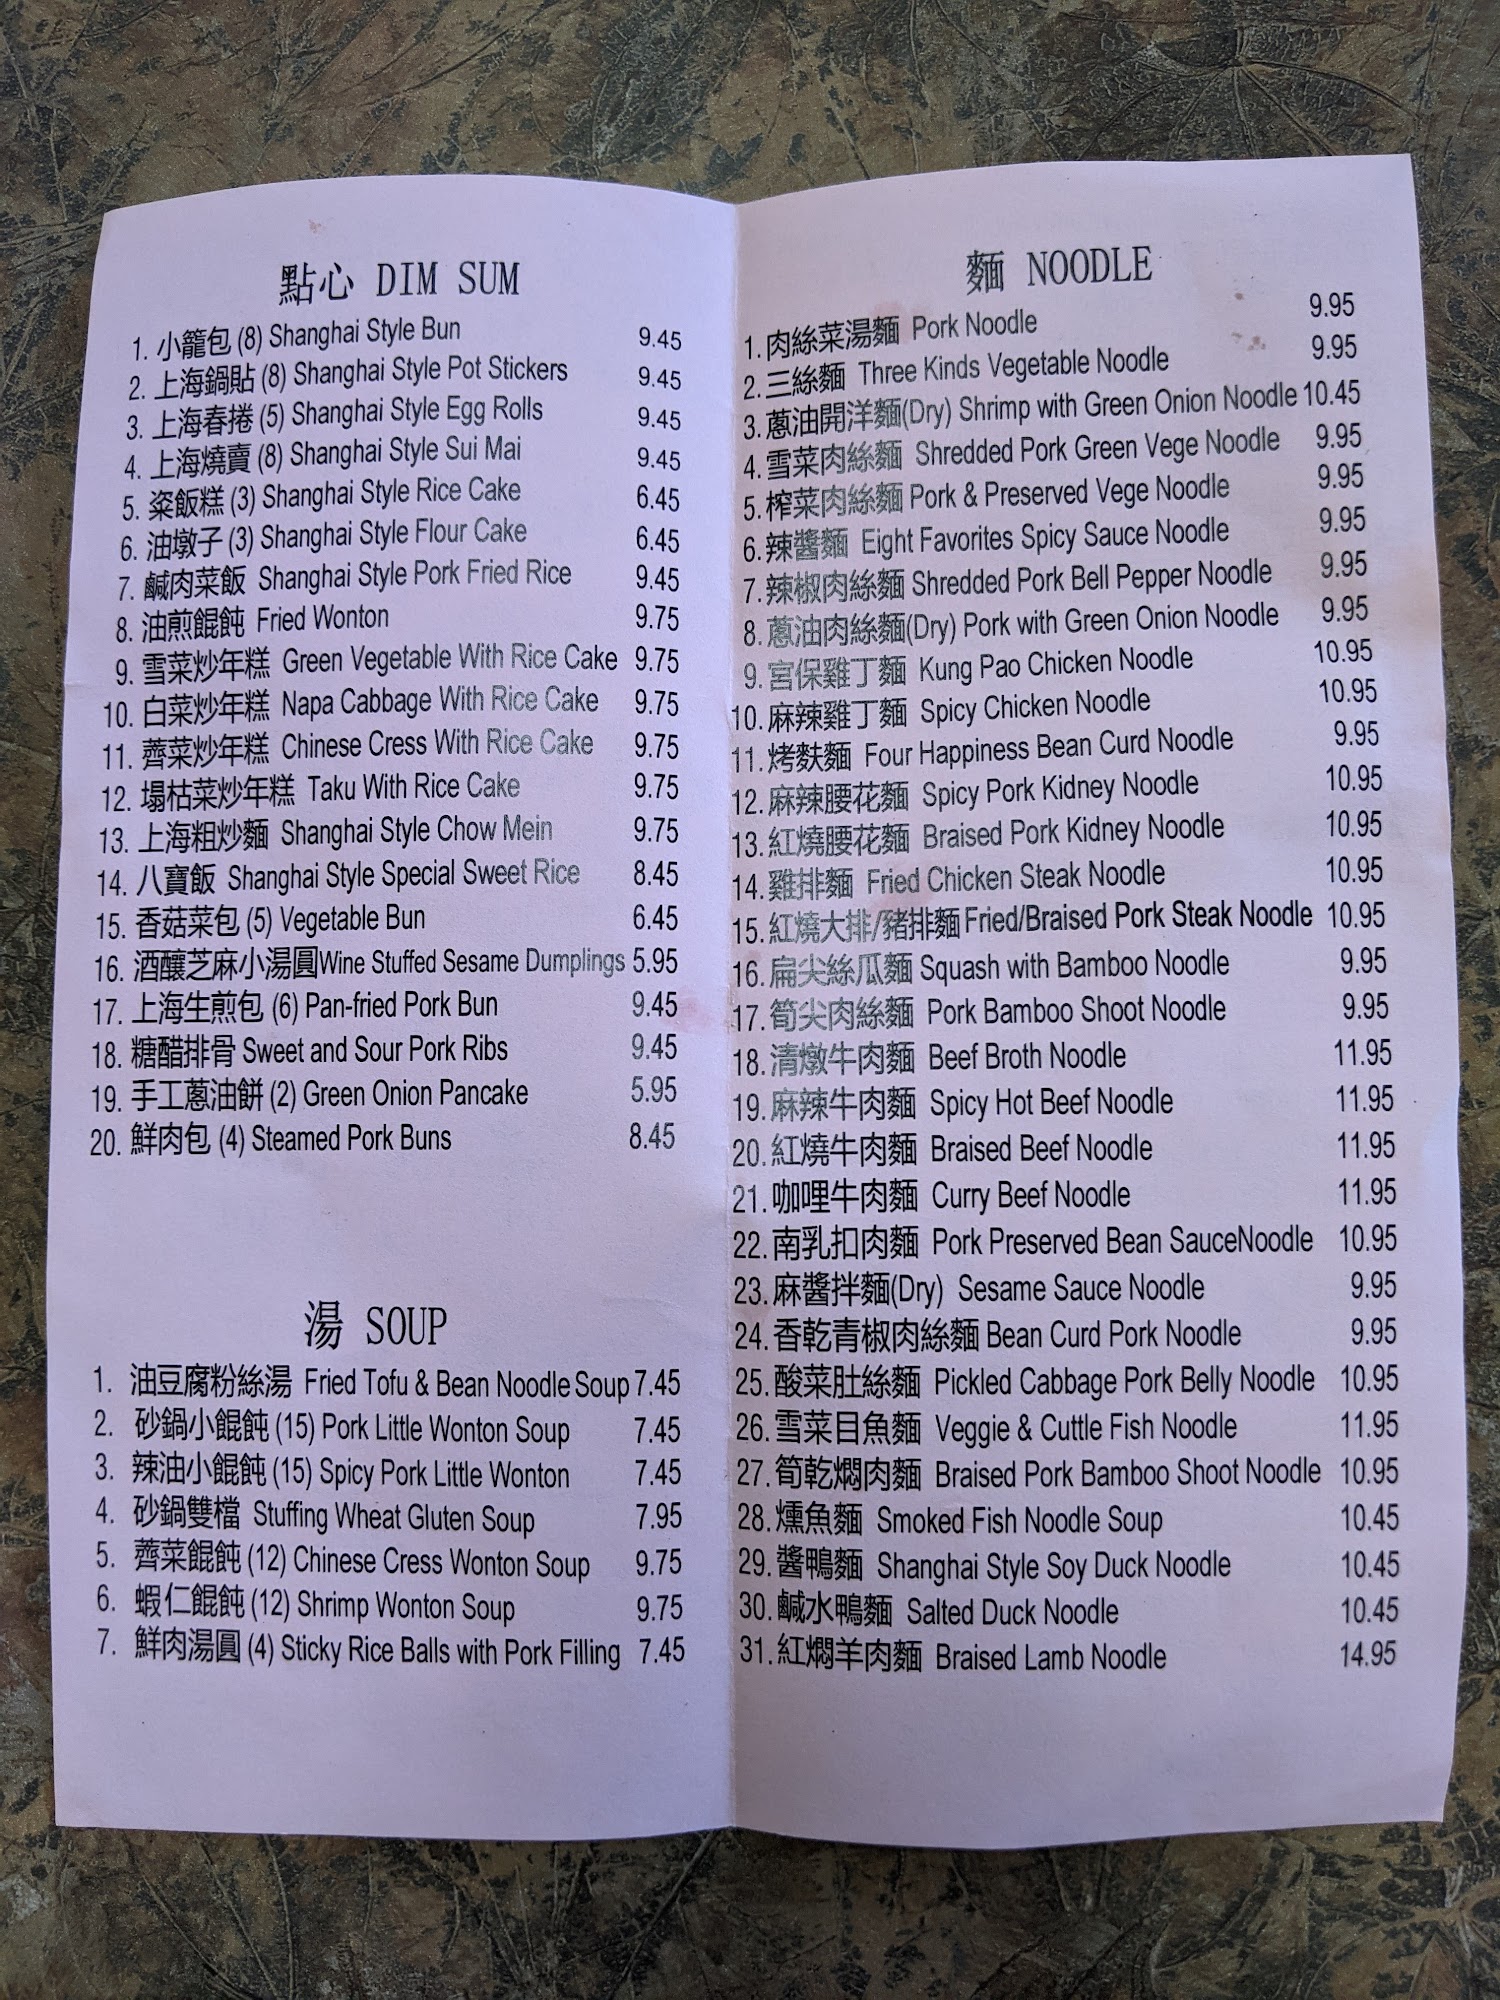 點心 DIM SUM
1. 小籠包 (8) Shanghai Style Bun 9.45
2. 上海鍋貼 (8) Shanghai Style Pot Stickers 9.45
3. 上海春捲 (5) Shanghai Style Egg Rolls 9.45
4. 上海燒賣 (8) Shanghai Style Sui Mai 9.45
5. 粢飯糕 (3) Shanghai Style Rice Cake 6.45
6. 油墩子 (3) Shanghai Style Flour Cake 6.45
7. 鹹肉菜飯 Shanghai Style Pork Fried Rice 9.45
8. 油煎餛飩 Fried Wonton 9.75
9. 雪菜炒年糕 Green Vegetable With Rice Cake 9.75
10. 白菜炒年糕 Napa Cabbage With Rice Cake 9.75
11. 薺菜炒年糕 Chinese Cress With Rice Cake 9.75
12. 塌枯菜炒年糕 Taku With Rice Cake 9.75
13. 上海粗炒麵 Shanghai Style Chow Mein 9.75
14. 八寶飯 Shanghai Style Special Sweet Rice 8.45
15. 香菇菜包 (5) Vegetable Bun 6.45
16. 酒釀芝麻小湯圓Wine Stuffed Sesame Dumplings 5.95
17. 上海生煎包 (6) Pan-fried Pork Bun 9.45
18. 糖醋排骨 Sweet and Sour Pork Ribs 9.45
19. 手工蔥油餅 (2) Green Onion Pancake 5.95
20. 鮮肉包 (4) Steamed Pork Buns 8.45
湯 SOUP
1. 油豆腐粉絲湯 Fried Tofu & Bean Noodle Soup 7.45
2. 砂鍋小餛飩 (15) Pork Little Wonton Soup 7.45
3. 辣油小餛飩 (15) Spicy Pork Little Wonton 7.45
4. 砂鍋雙檔 Stuffing Wheat Gluten Soup 7.95
5. 薺菜餛飩 (12) Chinese Cress Wonton Soup 9.75
6. 蝦仁餛飩 (12) Shrimp Wonton Soup 9.75
7. 鮮肉湯圓 (4) Sticky Rice Balls with Pork Filling 7.45
麵 NOODLE
1. 肉絲菜湯麵 Pork Noodle 9.95
2. 三絲麵 Three Kinds Vegetable Noodle 9.95
3. 蔥油開洋麵(Dry) Shrimp with Green Onion Noodle 10.45
4. 雪菜肉絲麵 Shredded Pork Green Vege Noodle 9.95
5. 榨菜肉絲麵 Pork & Preserved Vege Noodle 9.95
6. 辣醬麵 Eight Favorites Spicy Sauce Noodle 9.95
7. 辣椒肉絲麵 Shredded Pork Bell Pepper Noodle 9.95
8. 蔥油肉絲麵(Dry) Pork with Green Onion Noodle 9.95
9. 宮保雞丁麵 Kung Pao Chicken Noodle 10.95
10. 麻辣雞丁麵 Spicy Chicken Noodle 10.95
11. 烤麩麵 Four Happiness Bean Curd Noodle 9.95
12. 麻辣腰花麵 Spicy Pork Kidney Noodle 10.95
13. 紅燒腰花麵 Braised Pork Kidney Noodle 10.95
14. 雞排麵 Fried Chicken Steak Noodle 10.95
15. 紅燒大排/豬排麵 Fried/Braised Pork Steak Noodle 10.95
16. 扁尖絲瓜麵 Squash with Bamboo Noodle 9.95
17. 筍尖肉絲麵 Pork Bamboo Shoot Noodle 9.95
18. 清燉牛肉麵 Beef Broth Noodle 11.95
19. 麻辣牛肉麵 Spicy Hot Beef Noodle 11.95
20. 紅燒牛肉麵 Braised Beef Noodle 11.95
21. 咖哩牛肉麵 Curry Beef Noodle 11.95
22. 南乳扣肉麵 Pork Preserved Bean SauceNoodle 10.95
23. 麻醬拌麵(Dry) Sesame Sauce Noodle 9.95
24. 香乾青椒肉絲麵 Bean Curd Pork Noodle 9.95
25. 酸菜肚絲麵 Pickled Cabbage Pork Belly Noodle 10.95
26. 雪菜目魚麵 Veggie & Cuttle Fish Noodle 11.95
27. 筍乾燜肉麵 Braised Pork Bamboo Shoot Noodle 10.95
28. 燻魚麵 Smoked Fish Noodle Soup 10.45
29. 醬鴨麵 Shanghai Style Soy Duck Noodle 10.45
30. 鹹水鴨麵 Salted Duck Noodle 10.45
31. 紅燜羊肉麵 Braised Lamb Noodle 14.95